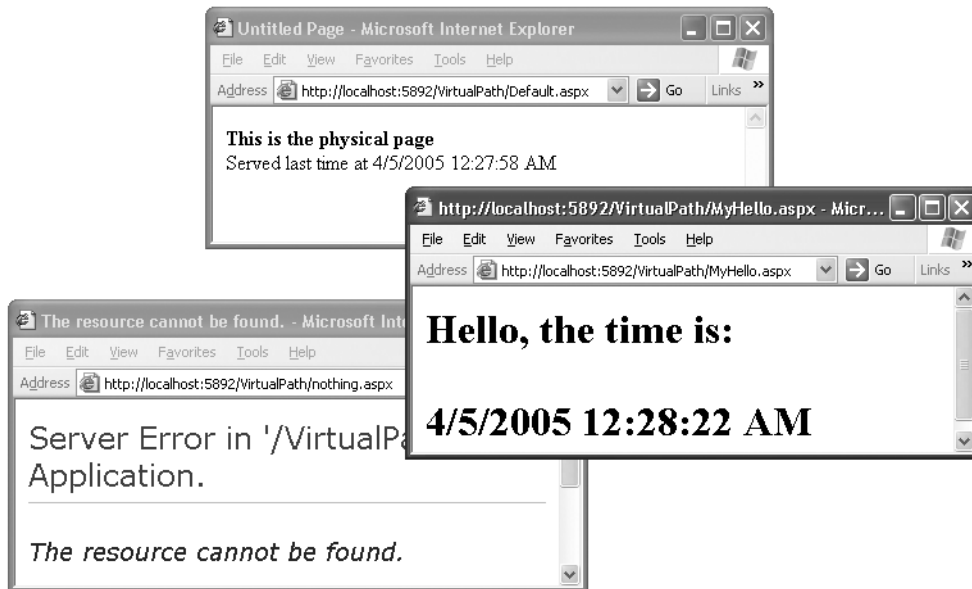 Untitled Page - Microsoft Internet Explorer
File Edit View Favorites Tools Help
Address http://localhost:5892/VirtualPath/Default.aspx Go Links »
This is the physical page
Served last time at 4/5/2005 12:27:58 AM
http://localhost:5892/VirtualPath/MyHello.aspx - Micr...
File Edit View Favorites Tools Help
Address http://localhost:5892/VirtualPath/MyHello.aspx Go Links »
Hello, the time is:
4/5/2005 12:28:22 AM
The resource cannot be found. - Microsoft Int
File Edit View Favorites Tools Help
Address http://localhost:5892/VirtualPath/nothing.aspx
Server Error in '/VirtualPa
Application.
The resource cannot be found.